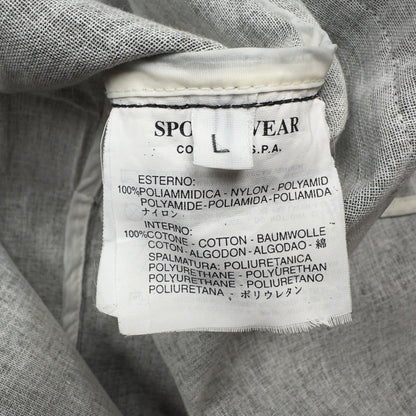 SPO WEAR
CO S.P.A.
L
ESTERNO:
100%POLIAMMIDICA-NYLON-POLYAMID
POLYAMIDE-POLIAMIDA-POLIAMIDA
ナイロン
INTERNO:
100%COTONE-COTTON-BAUMWOLLE
COTON-ALGODON-ALGODAO-綿
SPALMATURA: POLIURETANICA
POLYURETHANE-POLYURETHAN
POLYURETHANE-POLIURETANO
POLIURETANA-ポリウレタン